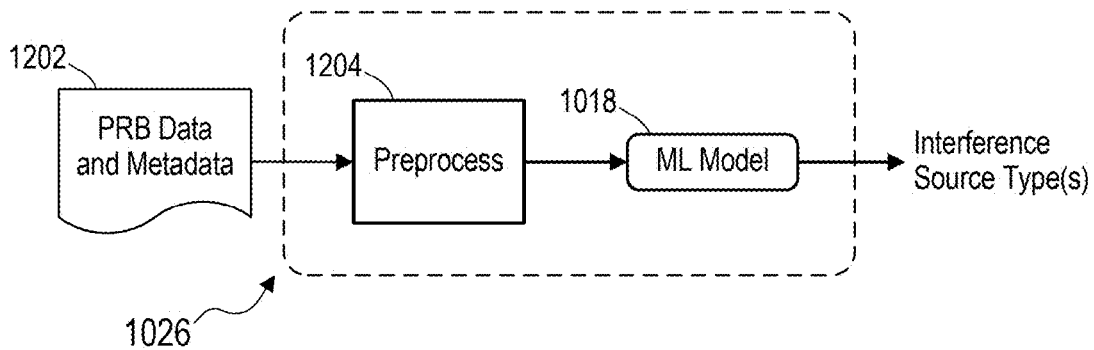 1202
PRB Data
and Metadata
1204
Preprocess
1018
ML Model
Interference
Source Type(s)
1026